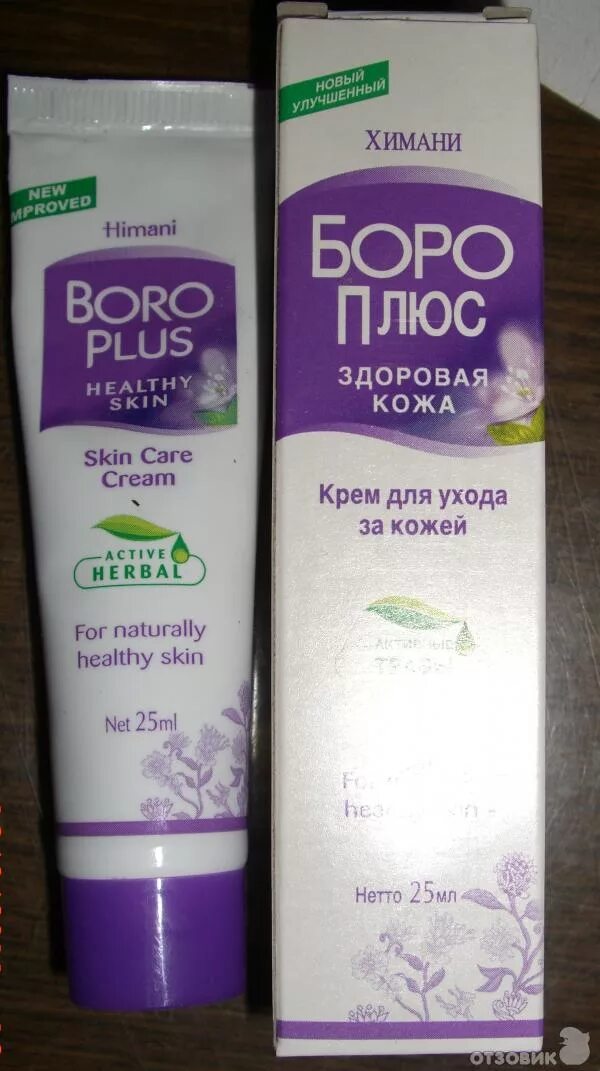 NEW
IMPROVED
Himani
BORO
PLUS
HEALTHY
SKIN
Skin Care
Cream
ACTIVE
HERBAL
For naturally
healthy skin
Net 25ml
НОВЫЙ
УЛУЧШЕННЫЙ
ХИМАНИ
БОРО
ПЛЮС
ЗДОРОВАЯ
КОЖА
Крем для ухода
за кожей
Нетто 25мл
ОТЗОВИК